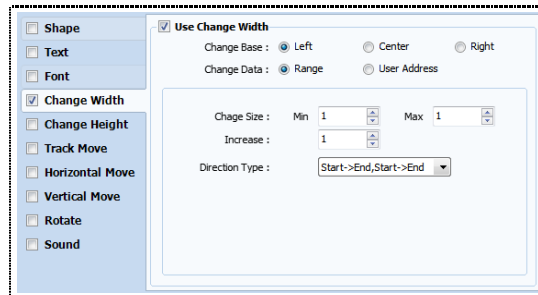 Shape
Text
Font
Change Width
Change Height
Track Move
Horizontal Move
Vertical Move
Rotate
Sound
Use Change Width
Change Base : Left Center Right
Change Data : Range User Address
Chage Size : Min 1 Max 1
Increase : 1
Direction Type : Start->End,Start->End